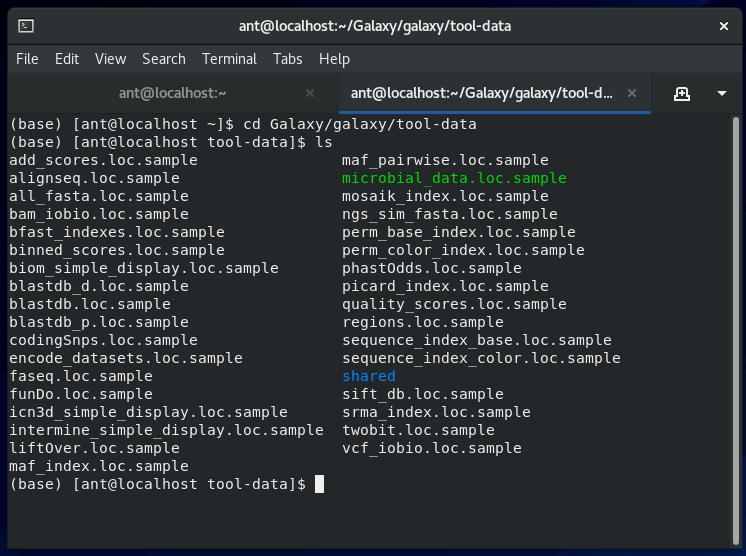 ant@localhost:~/Galaxy/galaxy/tool-data
File Edit View Search Terminal Tabs Help
ant@localhost:~ ant@localhost:~/Galaxy/galaxy/tool-d...
(base) [ant@localhost ~]$ cd Galaxy/galaxy/tool-data
(base) [ant@localhost tool-data]$ ls
add_scores.loc.sample maf_pairwise.loc.sample
alignseq.loc.sample microbial_data.loc.sample
all_fasta.loc.sample mosaik_index.loc.sample
bam_iobio.loc.sample ngs_sim_fasta.loc.sample
bfast_indexes.loc.sample perm_base_index.loc.sample
binned_scores.loc.sample perm_color_index.loc.sample
biom_simple_display.loc.sample phastOdds.loc.sample
blastdb_d.loc.sample picard_index.loc.sample
blastdb.loc.sample quality_scores.loc.sample
blastdb_p.loc.sample regions.loc.sample
codingSnps.loc.sample sequence_index_base.loc.sample
encode_datasets.loc.sample sequence_index_color.loc.sample
faseq.loc.sample shared
funDo.loc.sample sift_db.loc.sample
icn3d_simple_display.loc.sample srma_index.loc.sample
intermine_simple_display.loc.sample twobit.loc.sample
liftOver.loc.sample vcf_iobio.loc.sample
maf_index.loc.sample
(base) [ant@localhost tool-data]$